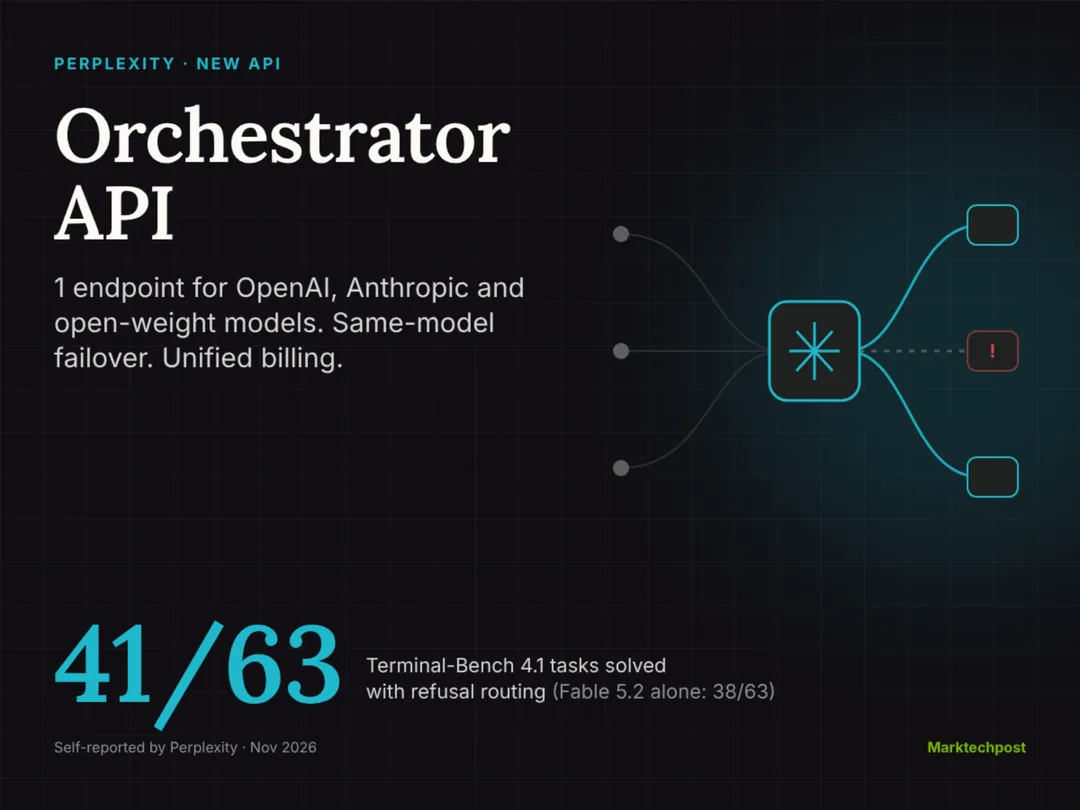 PERPLEXITY · NEW API
Orchestrator
API
1 endpoint for OpenAI, Anthropic and
open-weight models. Same-model
failover. Unified billing.
!
41/63
Terminal-Bench 4.1 tasks solved
with refusal routing (Fable 5.2 alone: 38/63)
Self-reported by Perplexity · Nov 2026
Marktechpost